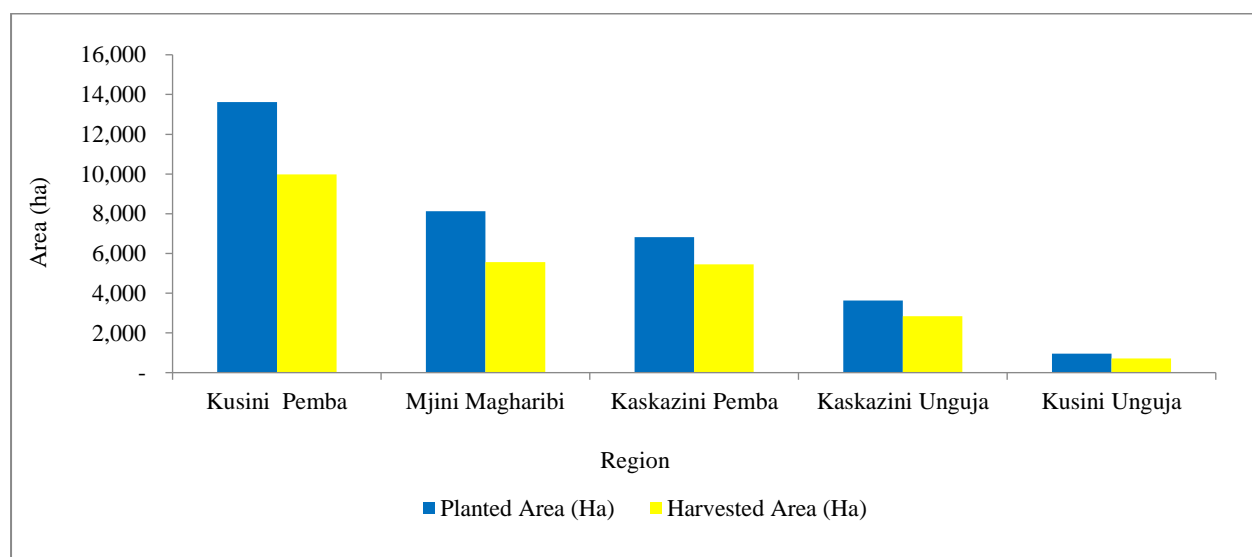 16,000
14,000
12,000
10,000
8,000
6,000
4,000
2,000
-
Area (ha)
Kusini  Pemba
Mjini Magharibi
Kaskazini Pemba
Kaskazini Unguja
Kusini Unguja
Region
Planted Area (Ha)
Harvested Area (Ha)